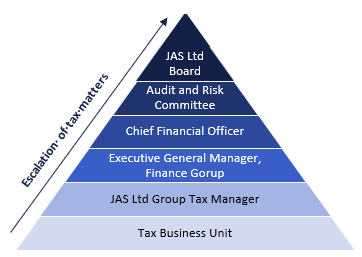 JAS Ltd
Board
Audit and Risk
Committee
Chief Financial Officer
Executive General Manager,
Finance Gorup
JAS Ltd Group Tax Manager
Tax Business Unit
Escalation·of·tax·matters